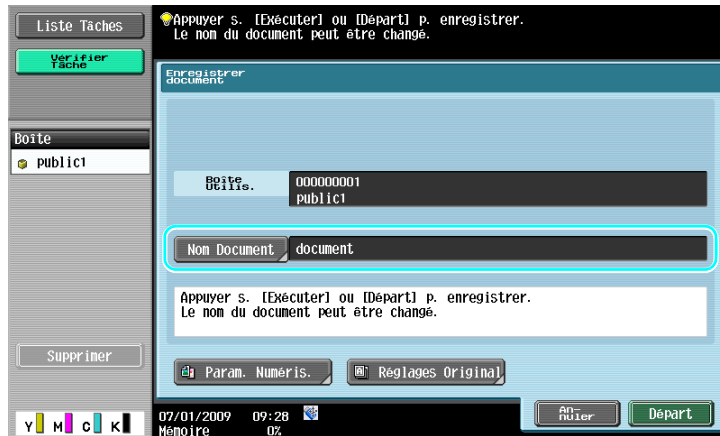 Liste Tâches
Vérifier
Tâche
Appuyer s. [Exécuter] ou [Départ] p. enregistrer.
Le nom du document peut être changé.
Enregistrer
document
Boîte
public1
Boîte
Utilis.
000000001
public1
Nom Document
document
Appuyer s. [Exécuter] ou [Départ] p. enregistrer.
Le nom du document peut être changé.
Supprimer
Param. Numéris.
Réglages Original
Y M C K
07/01/2009 09:28
Mémoire 0%
An-
nuler
Départ